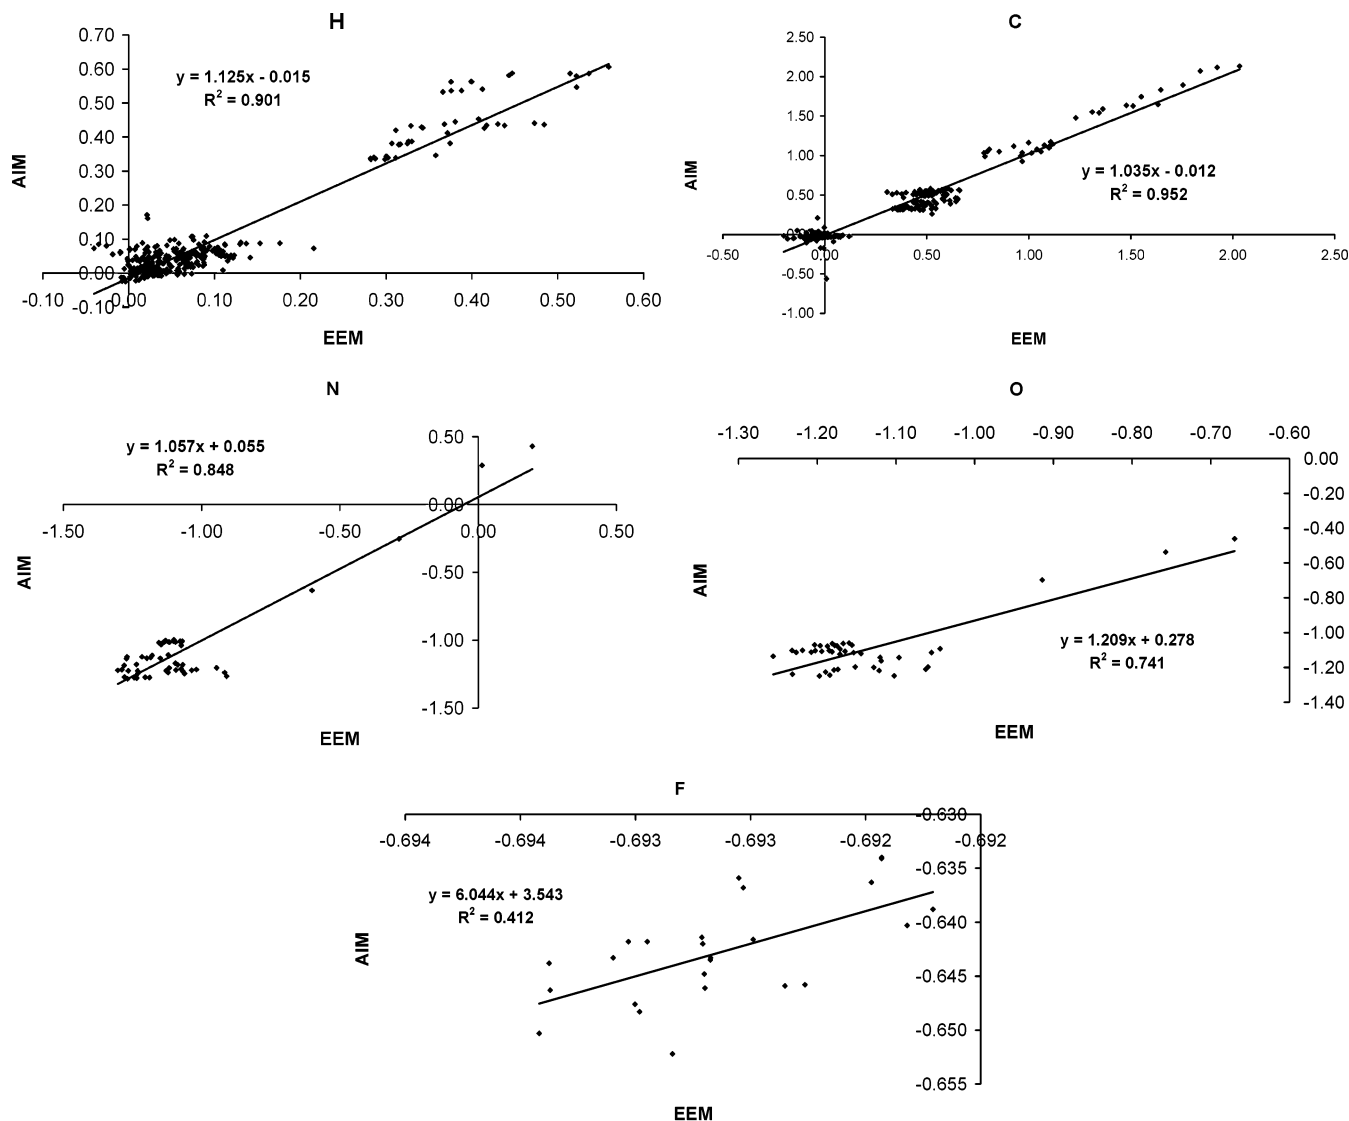 H
0.70
0.60
0.50
0.40
0.30
0.20
0.10
0.00
-0.10
y = 1.125x - 0.015
R² = 0.901
AIM
-0.10 0.00 0.10 0.20 0.30 0.40 0.50 0.60
EEM
C
2.50
2.00
1.50
1.00
0.50
0.00
-0.50
-1.00
y = 1.035x - 0.012
R² = 0.952
AIM
-0.50 0.00 0.50 1.00 1.50 2.00 2.50
EEM
N
y = 1.057x + 0.055
R² = 0.848
0.50
0.00
-0.50
-1.00
-1.50
-1.50 -1.00 -0.50 0.00 0.50
AIM
EEM
O
-1.30 -1.20 -1.10 -1.00 -0.90 -0.80 -0.70 -0.60
0.00
-0.20
-0.40
-0.60
-0.80
-1.00
-1.20
-1.40
AIM
y = 1.209x + 0.278
R² = 0.741
EEM
F
-0.694 -0.694 -0.693 -0.693 -0.692 -0.692
-0.630
-0.635
-0.640
-0.645
-0.650
-0.655
y = 6.044x + 3.543
R² = 0.412
AIM
EEM